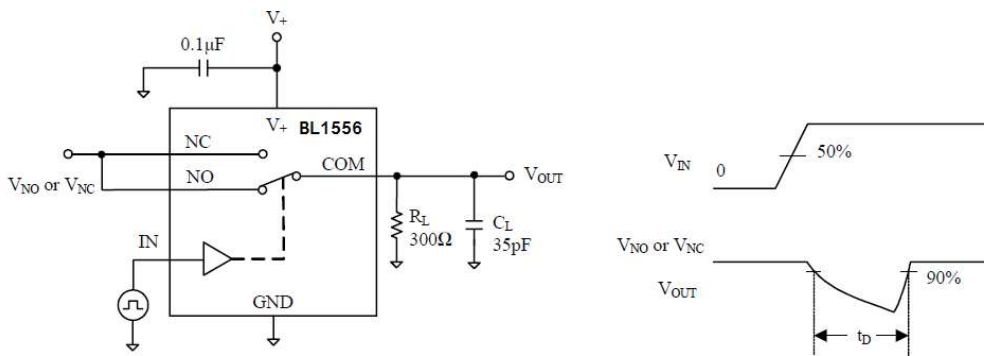 V+
0.1μF
V+ BL1556
NC
COM
NO
VOUT
VNO or VNC
RL
300Ω
CL
35pF
IN
GND
VIN
0
50%
VNO or VNC
VOUT
90%
tD